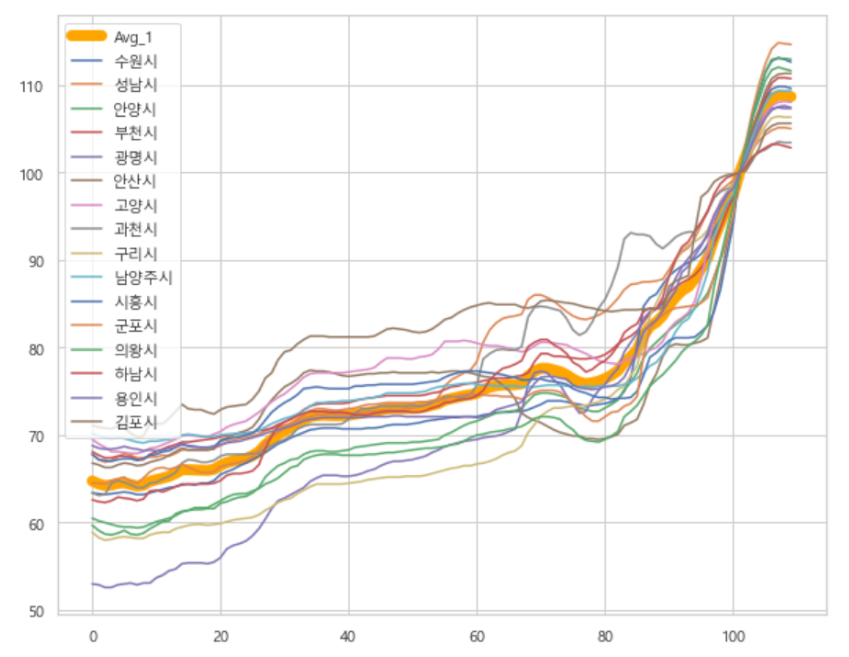 Avg_1
수원시
성남시
안양시
부천시
광명시
안산시
고양시
과천시
구리시
남양주시
시흥시
군포시
의왕시
하남시
용인시
김포시
110
100
90
80
70
60
50
0 20 40 60 80 100